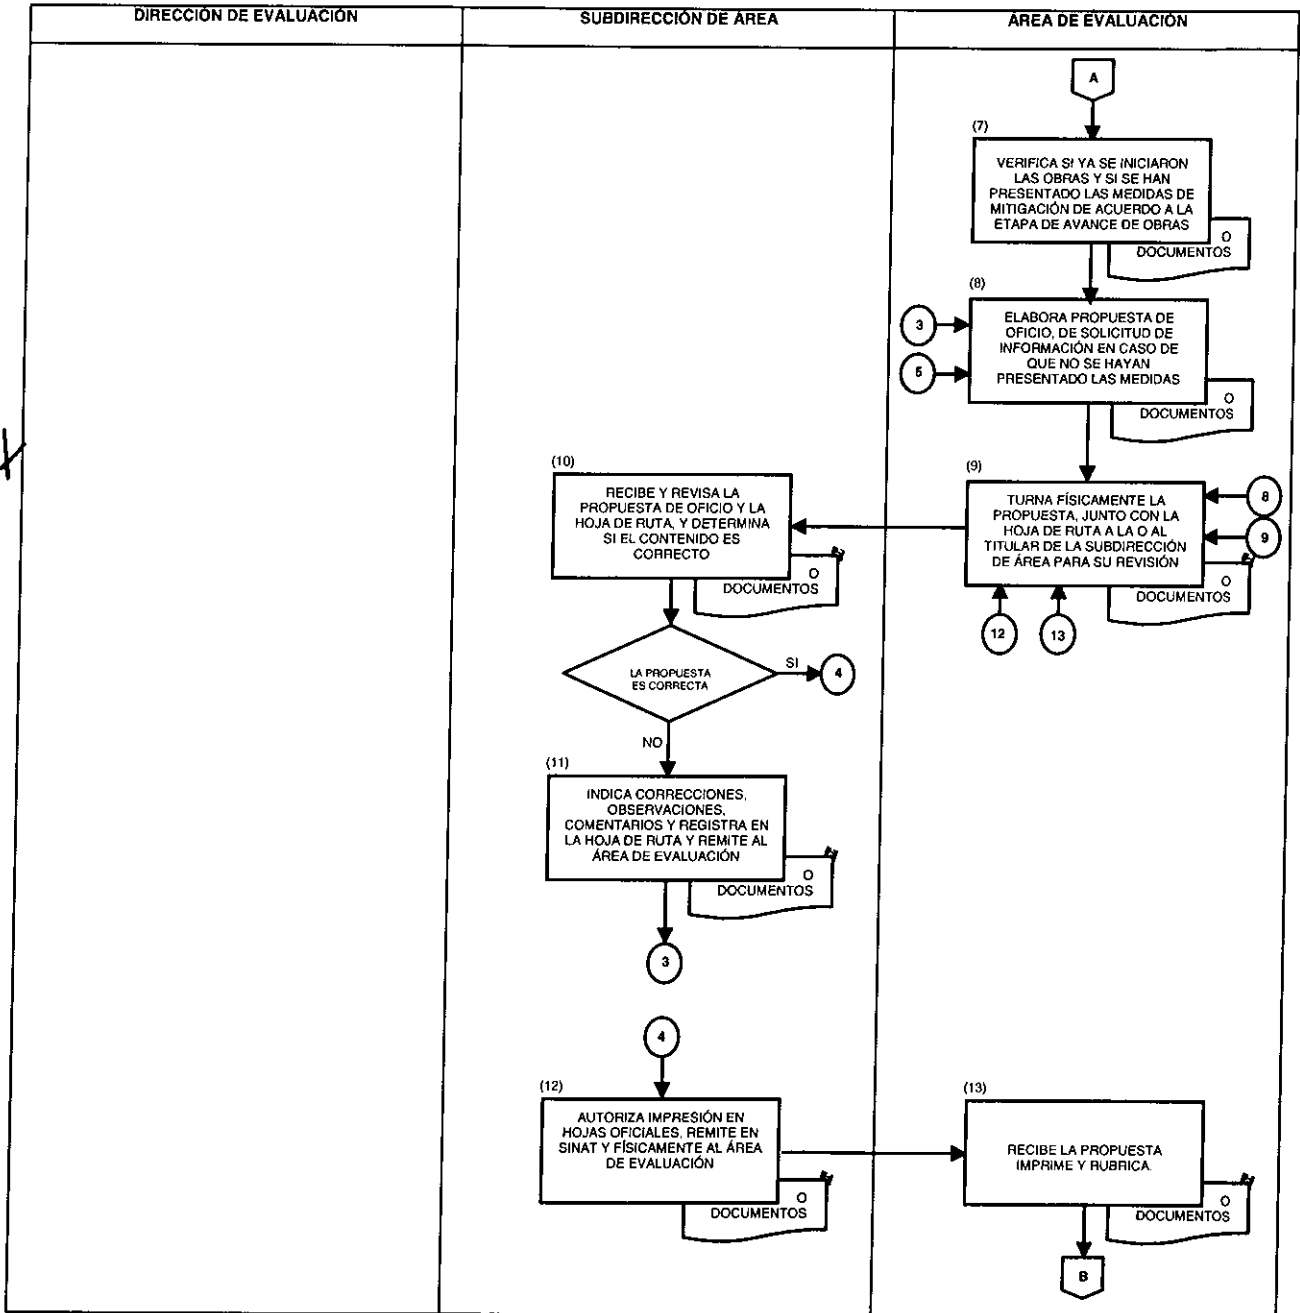 DIRECCIÓN DE EVALUACIÓN
SUBDIRECCIÓN DE ÁREA
ÁREA DE EVALUACIÓN
A
(7)
VERIFICA SI YA SE INICIARON
LAS OBRAS Y SI SE HAN
PRESENTADO LAS MEDIDAS DE
MITIGACIÓN DE ACUERDO A LA
ETAPA DE AVANCE DE OBRAS
O
DOCUMENTOS
(8)
ELABORA PROPUESTA DE
OFICIO, DE SOLICITUD DE
INFORMACIÓN EN CASO DE
QUE NO SE HAYAN
PRESENTADO LAS MEDIDAS
3
5
O
DOCUMENTOS
(9)
TURNA FÍSICAMENTE LA
PROPUESTA, JUNTO CON LA
HOJA DE RUTA A LA O AL
TITULAR DE LA SUBDIRECCIÓN
DE ÁREA PARA SU REVISIÓN
8
9
O
DOCUMENTOS
12
13
(10)
RECIBE Y REVISA LA
PROPUESTA DE OFICIO Y LA
HOJA DE RUTA, Y DETERMINA
SI EL CONTENIDO ES
CORRECTO
O
DOCUMENTOS
LA PROPUESTA
ES CORRECTA
SI
4
NO
(11)
INDICA CORRECCIONES,
OBSERVACIONES,
COMENTARIOS Y REGISTRA EN
LA HOJA DE RUTA Y REMITE AL
ÁREA DE EVALUACIÓN
O
DOCUMENTOS
3
4
(12)
AUTORIZA IMPRESIÓN EN
HOJAS OFICIALES, REMITE EN
SINAT Y FÍSICAMENTE AL ÁREA
DE EVALUACIÓN
O
DOCUMENTOS
(13)
RECIBE LA PROPUESTA
IMPRIME Y RUBRICA.
O
DOCUMENTOS
B